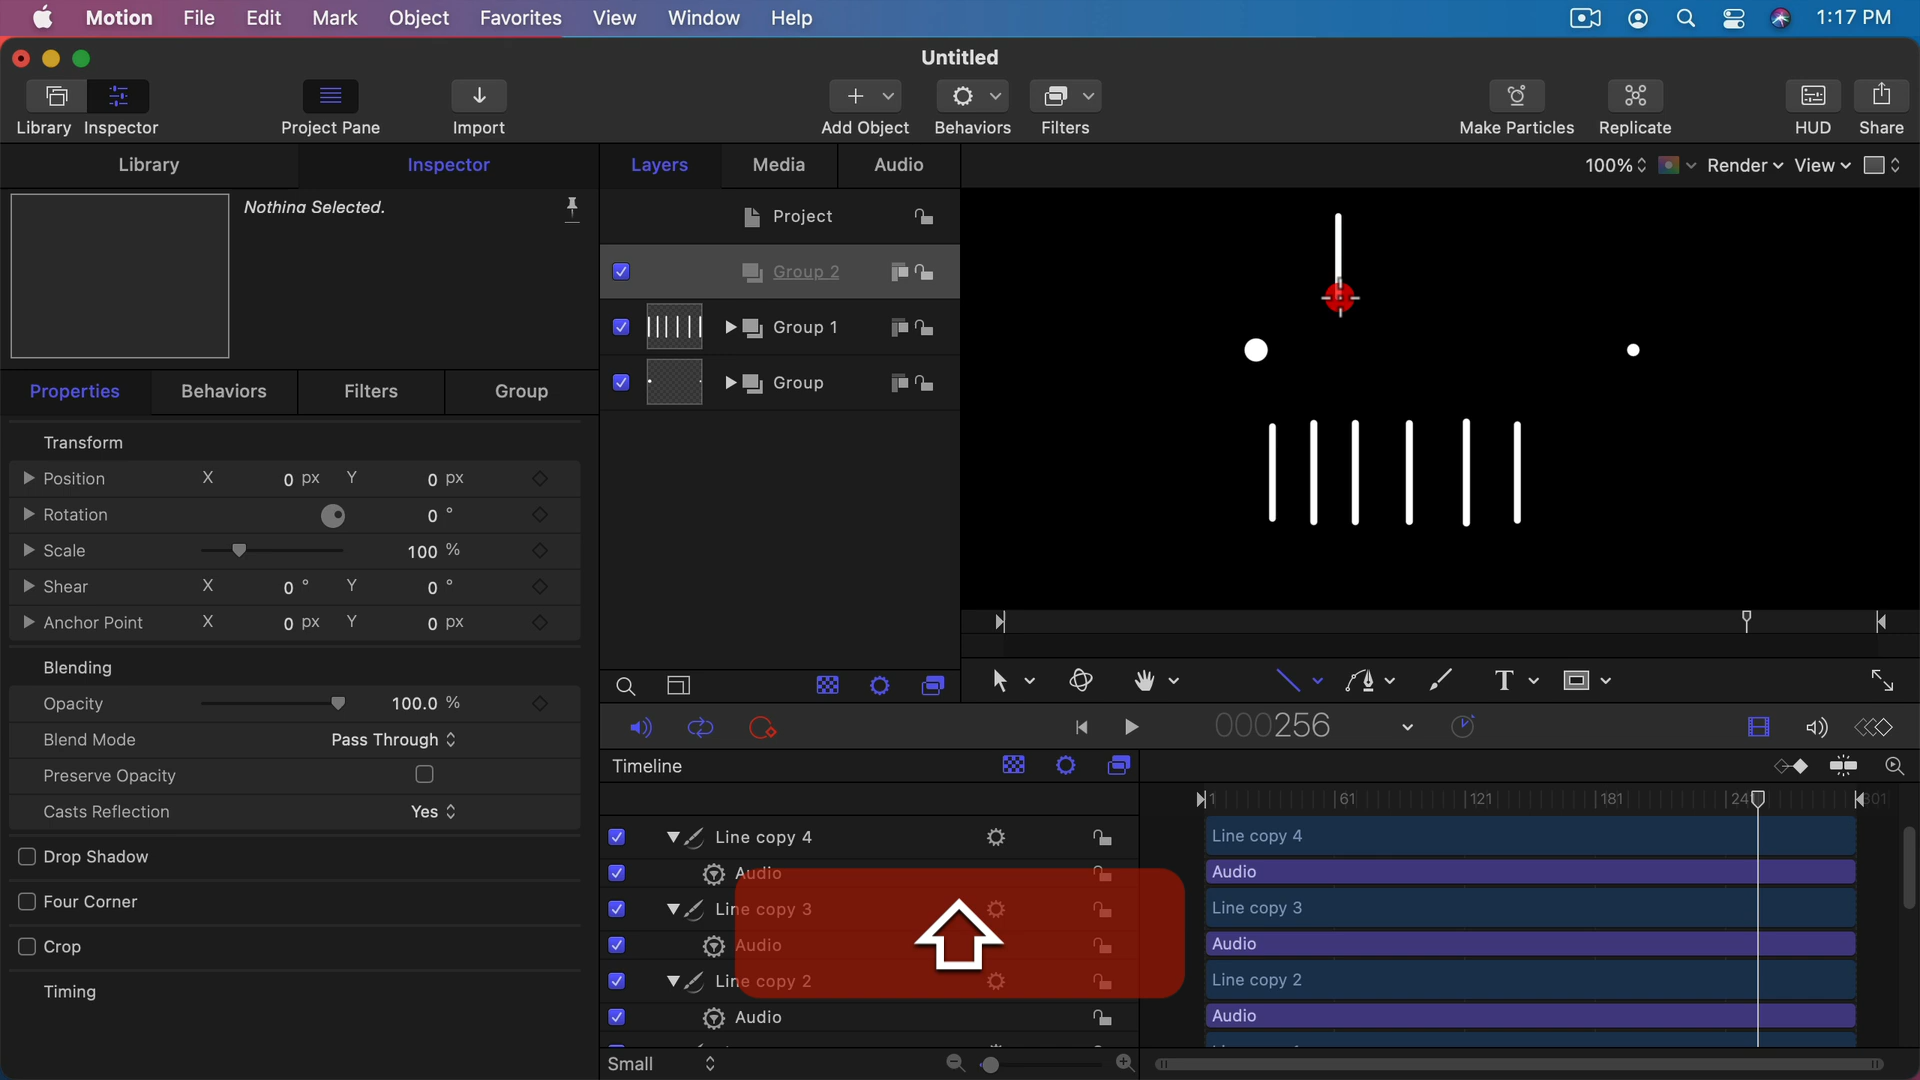 Motion File Edit Mark Object Favorites View Window Help 1:17 PM
Untitled
Library Inspector Project Pane Import Add Object Behaviors Filters Make Particles Replicate HUD Share
Library Inspector Layers Media Audio 100% Render View
Nothing Selected.
Project
Group 2
Group 1
Group
Properties Behaviors Filters Group
Transform
Position X 0 px Y 0 px
Rotation 0 °
Scale 100 %
Shear X 0 ° Y 0 °
Anchor Point X 0 px Y 0 px
Blending
Opacity 100.0 %
Blend Mode Pass Through
Preserve Opacity
Casts Reflection Yes
Drop Shadow
Four Corner
Crop
Timing
T
000256
Timeline
1 61 121 181 241 301
Line copy 4 Line copy 4
Audio Audio
Line copy 3 Line copy 3
Audio Audio
Line copy 2 Line copy 2
Audio Audio
Small